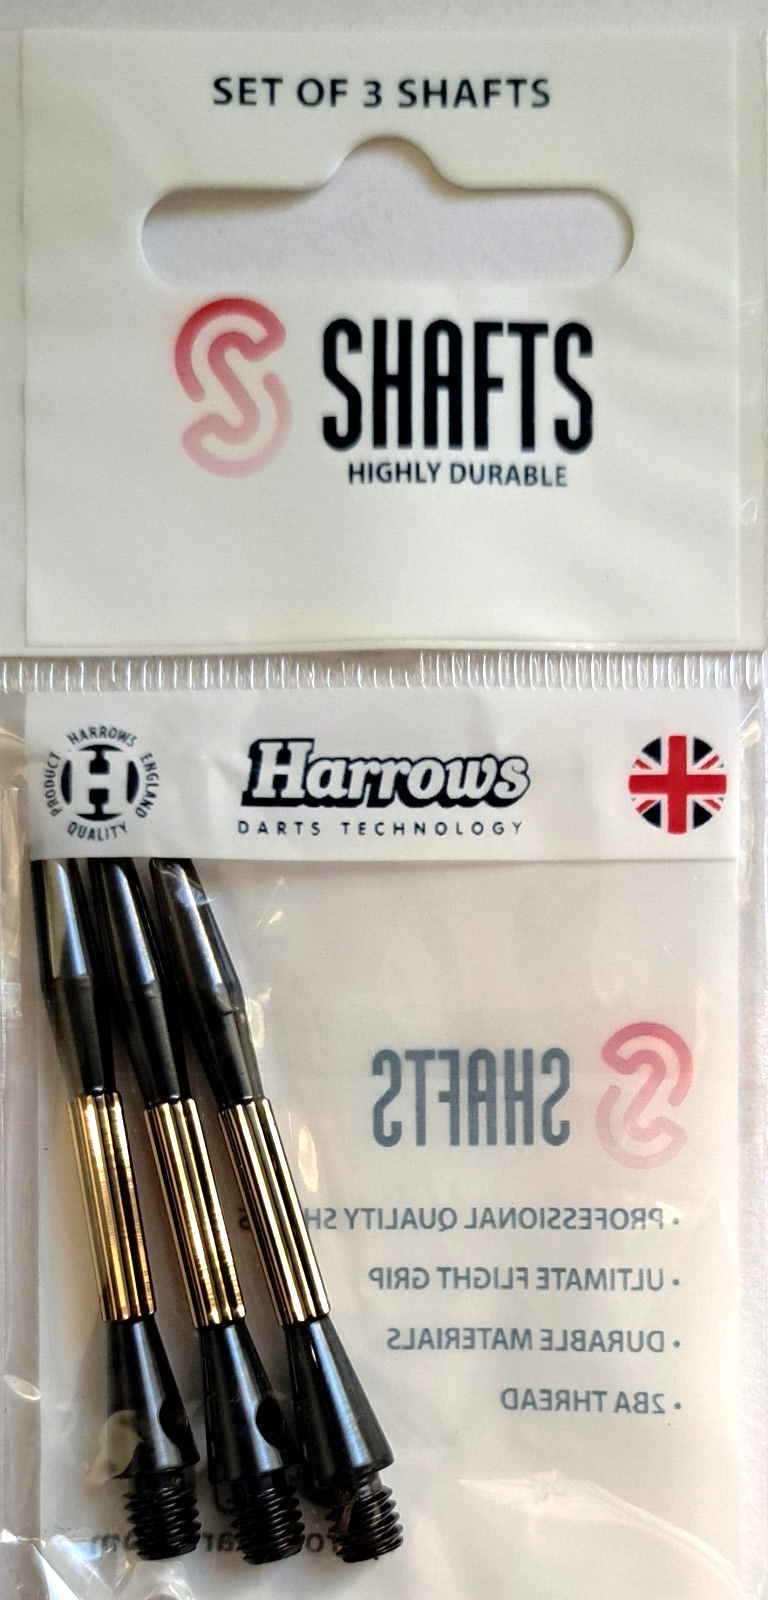 SET OF 3 SHAFTS
S SHAFTS
HIGHLY DURABLE
HARROWS ENGLAND QUALITY PRODUCT
H
Harrows
DARTS TECHNOLOGY
SHAFTS
• PROFESSIONAL QUALITY
• ULTIMATE FLIGHT GRIP
• DURABLE MATERIALS
• 2BA THREAD